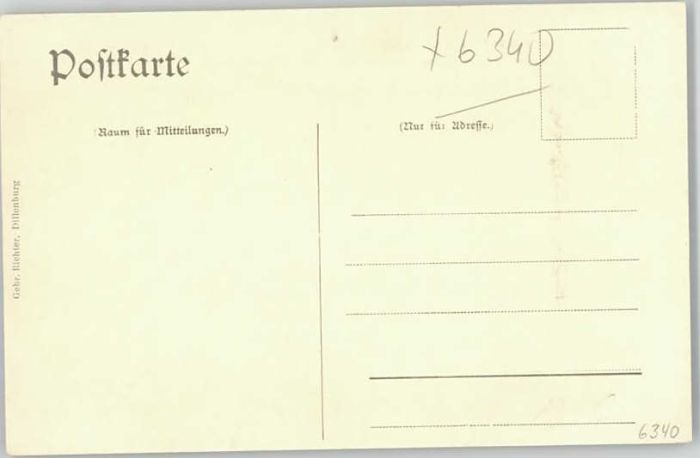 Postkarte
x 6340
(Raum für Mitteilungen.)
(Nur für Adresse.)
Gebr. Richter, Dillenburg
6340